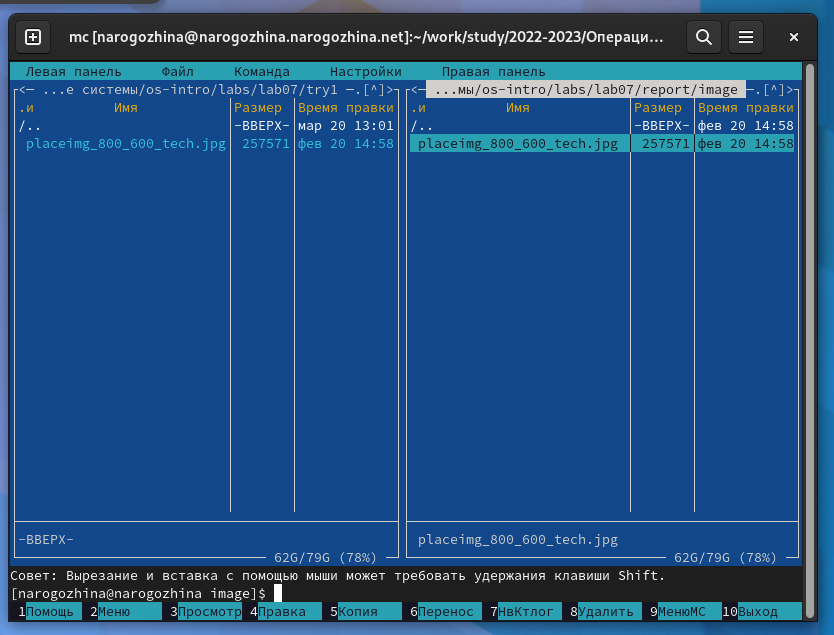 mc [narogozhina@narogozhina.narogozhina.net]:~/work/study/2022-2023/Операци...
Левая панель Файл Команда Настройки Правая панель
<— ...е системы/os-intro/labs/lab07/try1 —.[^]> <— ...мы/os-intro/labs/lab07/report/image —.[^]>
.и Имя Размер Время правки .и Имя Размер Время правки
/.. -ВВЕРХ- мар 20 13:01 /.. -ВВЕРХ- фев 20 14:58
placeimg_800_600_tech.jpg 257571 фев 20 14:58 placeimg_800_600_tech.jpg 257571 фев 20 14:58
-ВВЕРХ- placeimg_800_600_tech.jpg
62G/79G (78%) 62G/79G (78%)
Совет: Вырезание и вставка с помощью мыши может требовать удержания клавиши Shift.
[narogozhina@narogozhina image]$
1Помощь 2Меню 3Просмотр 4Правка 5Копия 6Перенос 7НвКтлог 8Удалить 9МенюMC 10Выход